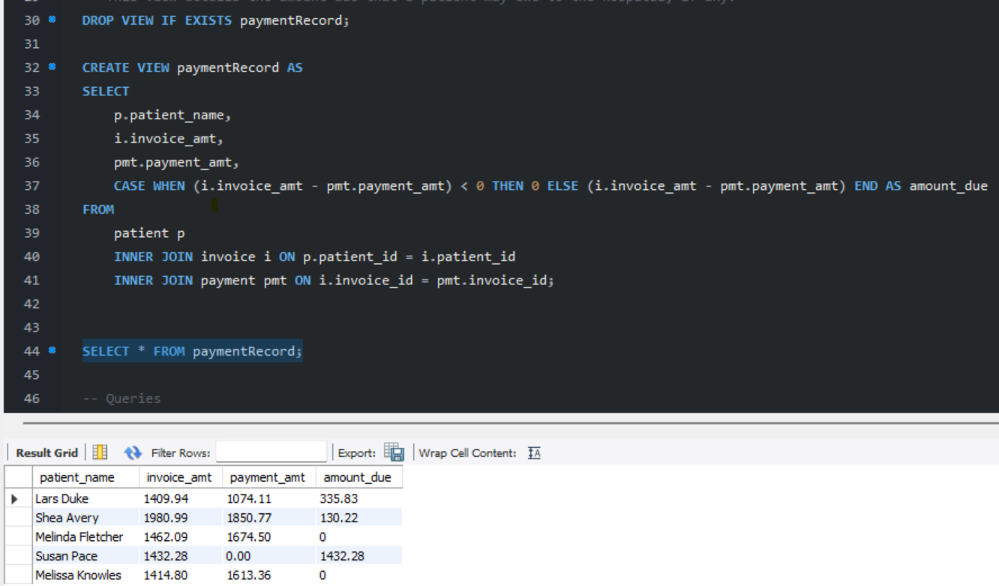 30 DROP VIEW IF EXISTS paymentRecord;
31
32 CREATE VIEW paymentRecord AS
33 SELECT
34 p.patient_name,
35 i.invoice_amt,
36 pmt.payment_amt,
37 CASE WHEN (i.invoice_amt - pmt.payment_amt) < 0 THEN 0 ELSE (i.invoice_amt - pmt.payment_amt) END AS amount_due
38 FROM
39 patient p
40 INNER JOIN invoice i ON p.patient_id = i.patient_id
41 INNER JOIN payment pmt ON i.invoice_id = pmt.invoice_id;
42
43
44 SELECT * FROM paymentRecord;
45
46 -- Queries
Result Grid Filter Rows: Export: Wrap Cell Content:
patient_name invoice_amt payment_amt amount_due
Lars Duke 1409.94 1074.11 335.83
Shea Avery 1980.99 1850.77 130.22
Melinda Fletcher 1462.09 1674.50 0
Susan Pace 1432.28 0.00 1432.28
Melissa Knowles 1414.80 1613.36 0